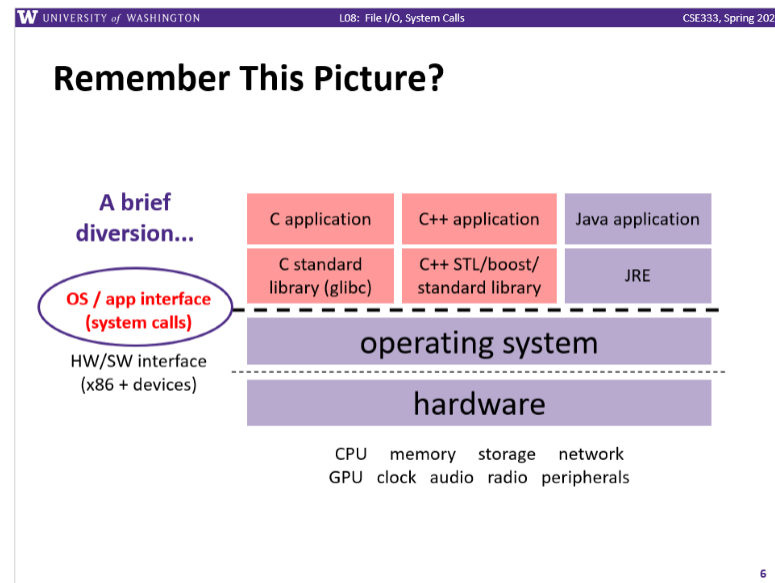 W UNIVERSITY of WASHINGTON
L08: File I/O, System Calls
CSE333, Spring 202
Remember This Picture?
A brief
diversion...
OS / app interface
(system calls)
HW/SW interface
(x86 + devices)
C application
C++ application
Java application
C standard
library (glibc)
C++ STL/boost/
standard library
JRE
operating system
hardware
CPU memory storage network
GPU clock audio radio peripherals
6